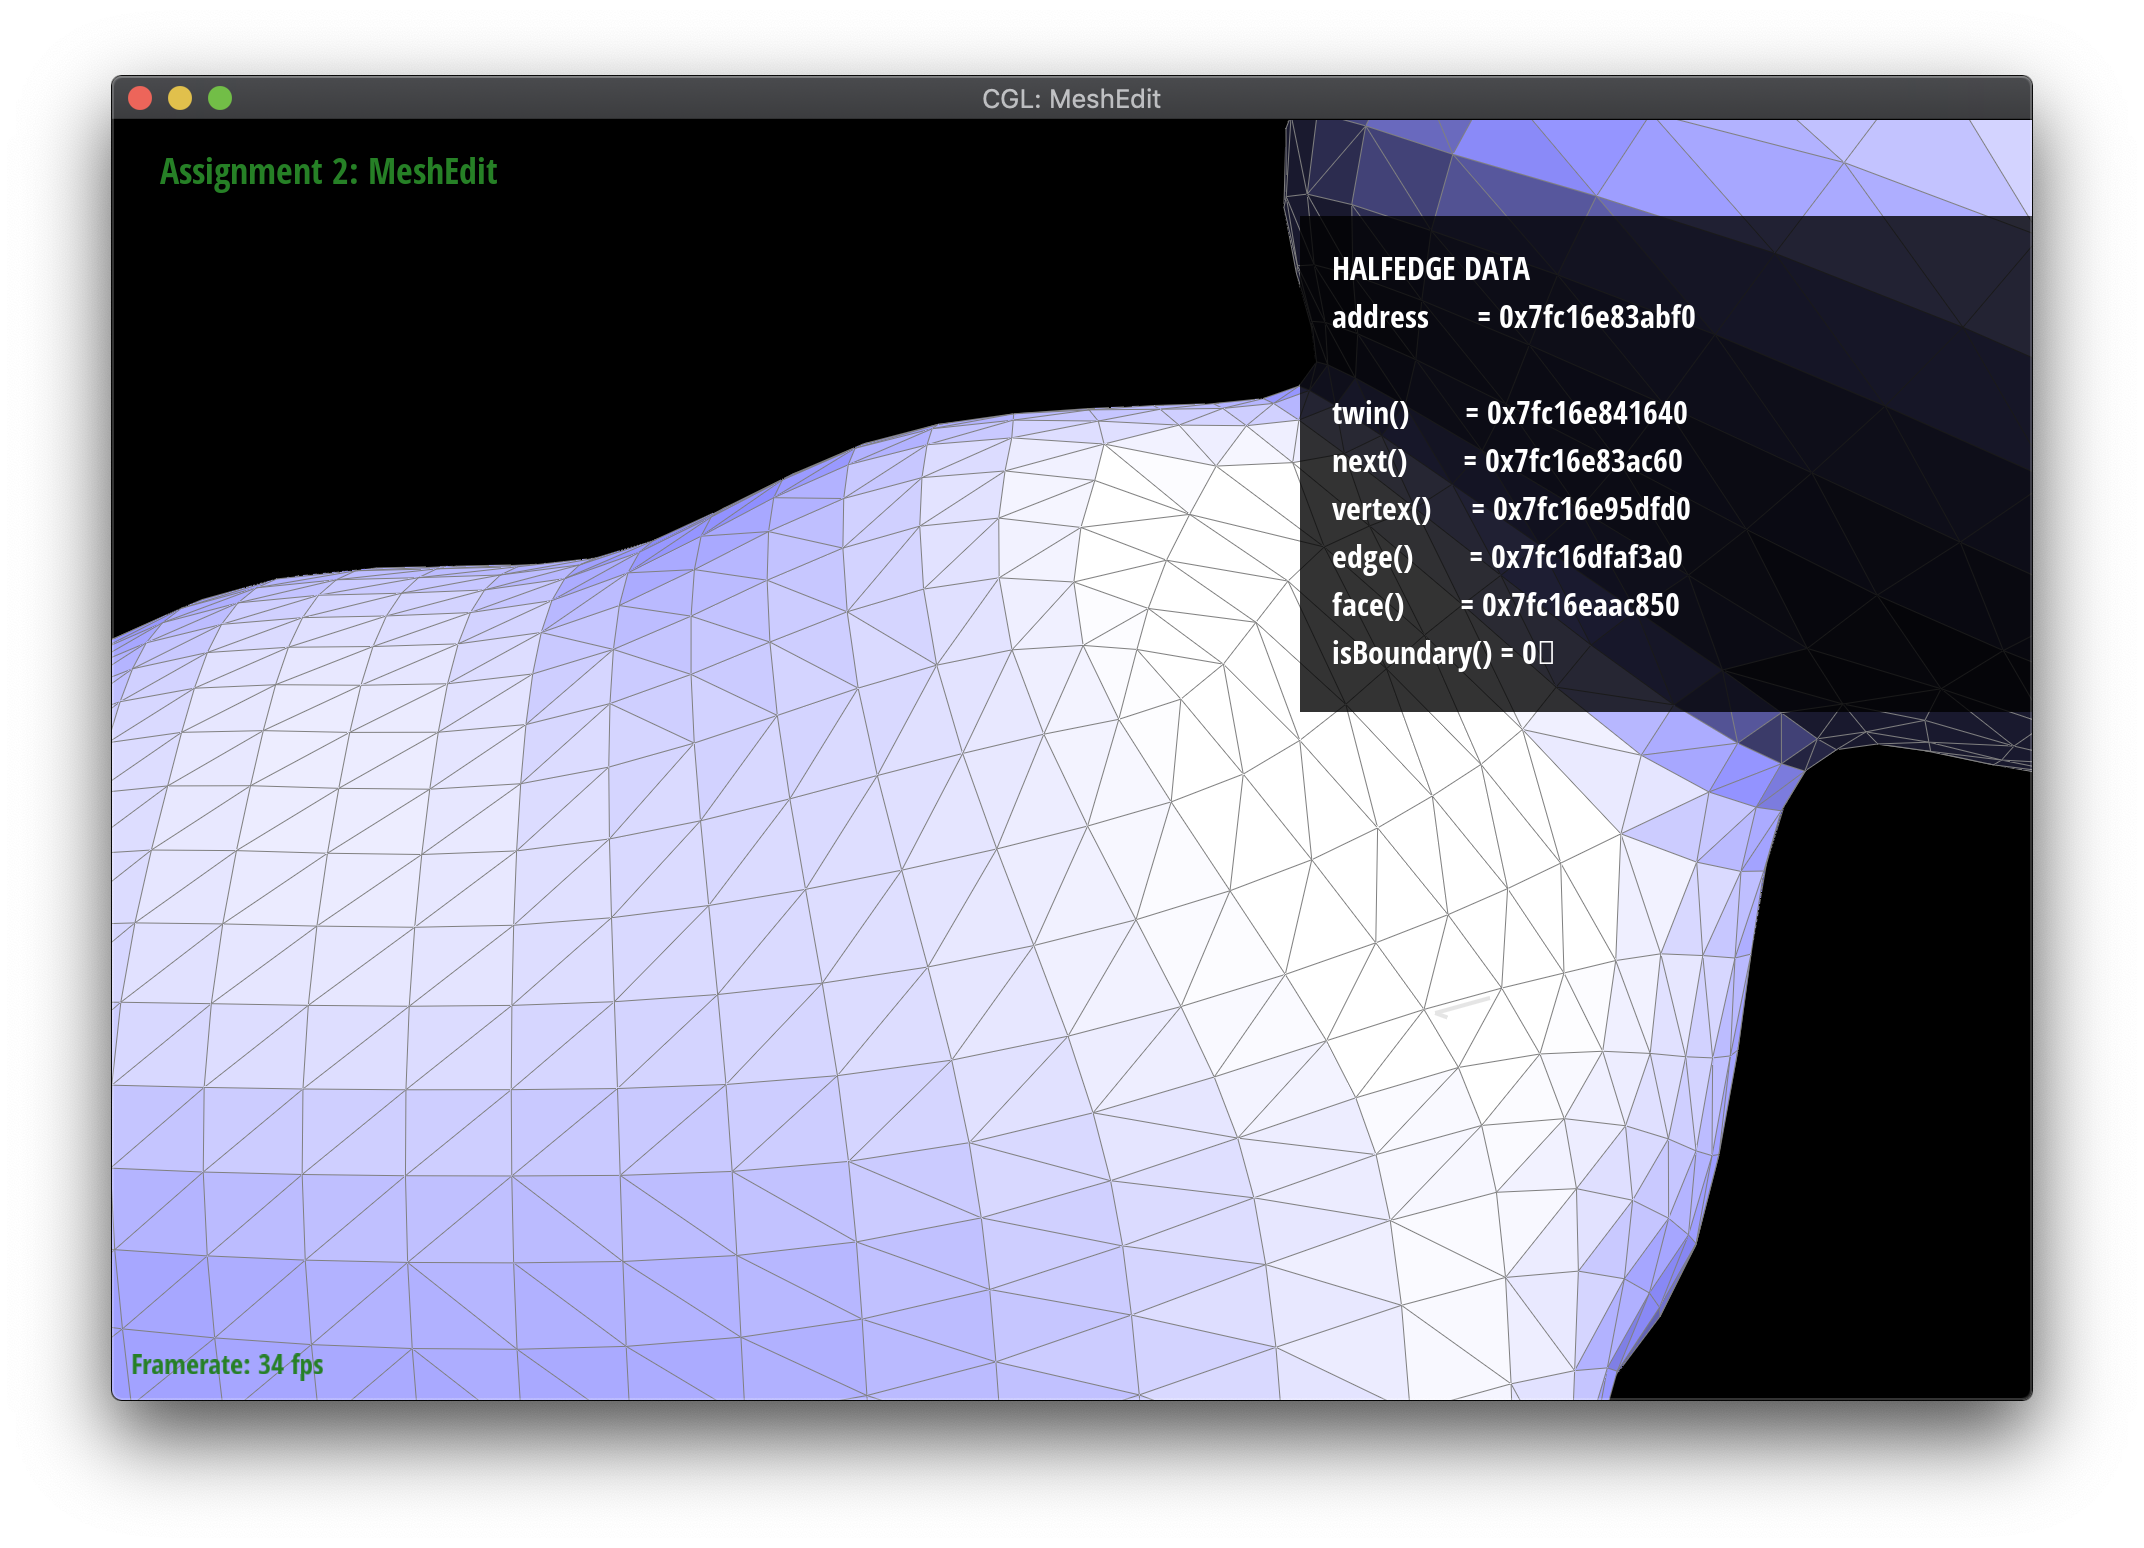 CGL: MeshEdit
Assignment 2: MeshEdit
HALFEDGE DATA
address = 0x7fc16e83abf0
twin() = 0x7fc16e841640
next() = 0x7fc16e83ac60
vertex() = 0x7fc16e95dfd0
edge() = 0x7fc16dfaf3a0
face() = 0x7fc16eaac850
isBoundary() = 0▯
Framerate: 34 fps